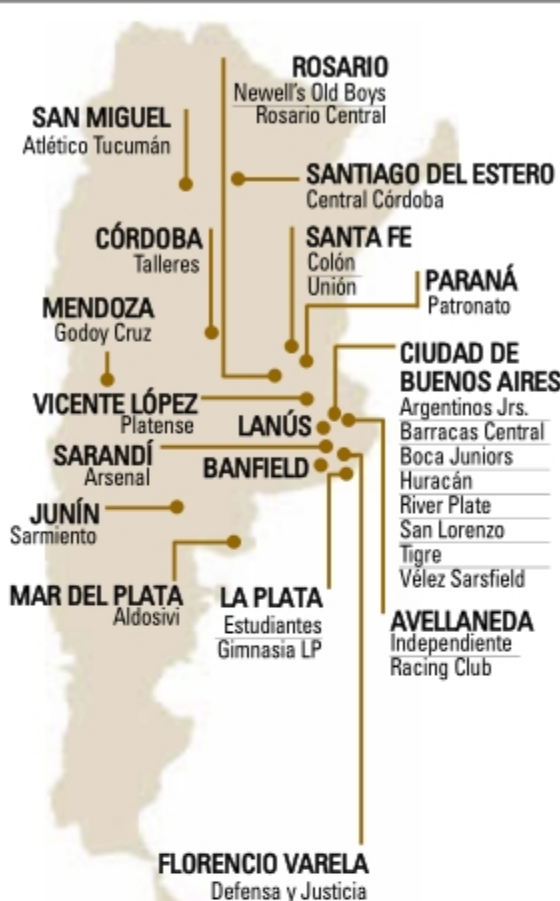 ROSARIO
Newell's Old Boys
Rosario Central
SAN MIGUEL
Atlético Tucumán
SANTIAGO DEL ESTERO
Central Córdoba
CÓRDOBA
Talleres
SANTA FE
Colón
Unión
PARANÁ
Patronato
MENDOZA
Godoy Cruz
CIUDAD DE
BUENOS AIRES
Argentinos Jrs.
Barracas Central
Boca Juniors
Huracán
River Plate
San Lorenzo
Tigre
Vélez Sarsfield
VICENTE LÓPEZ
Platense
LANÚS
SARANDÍ
Arsenal
BANFIELD
JUNÍN
Sarmiento
MAR DEL PLATA
Aldosivi
LA PLATA
Estudiantes
Gimnasia LP
AVELLANEDA
Independiente
Racing Club
FLORENCIO VARELA
Defensa y Justicia